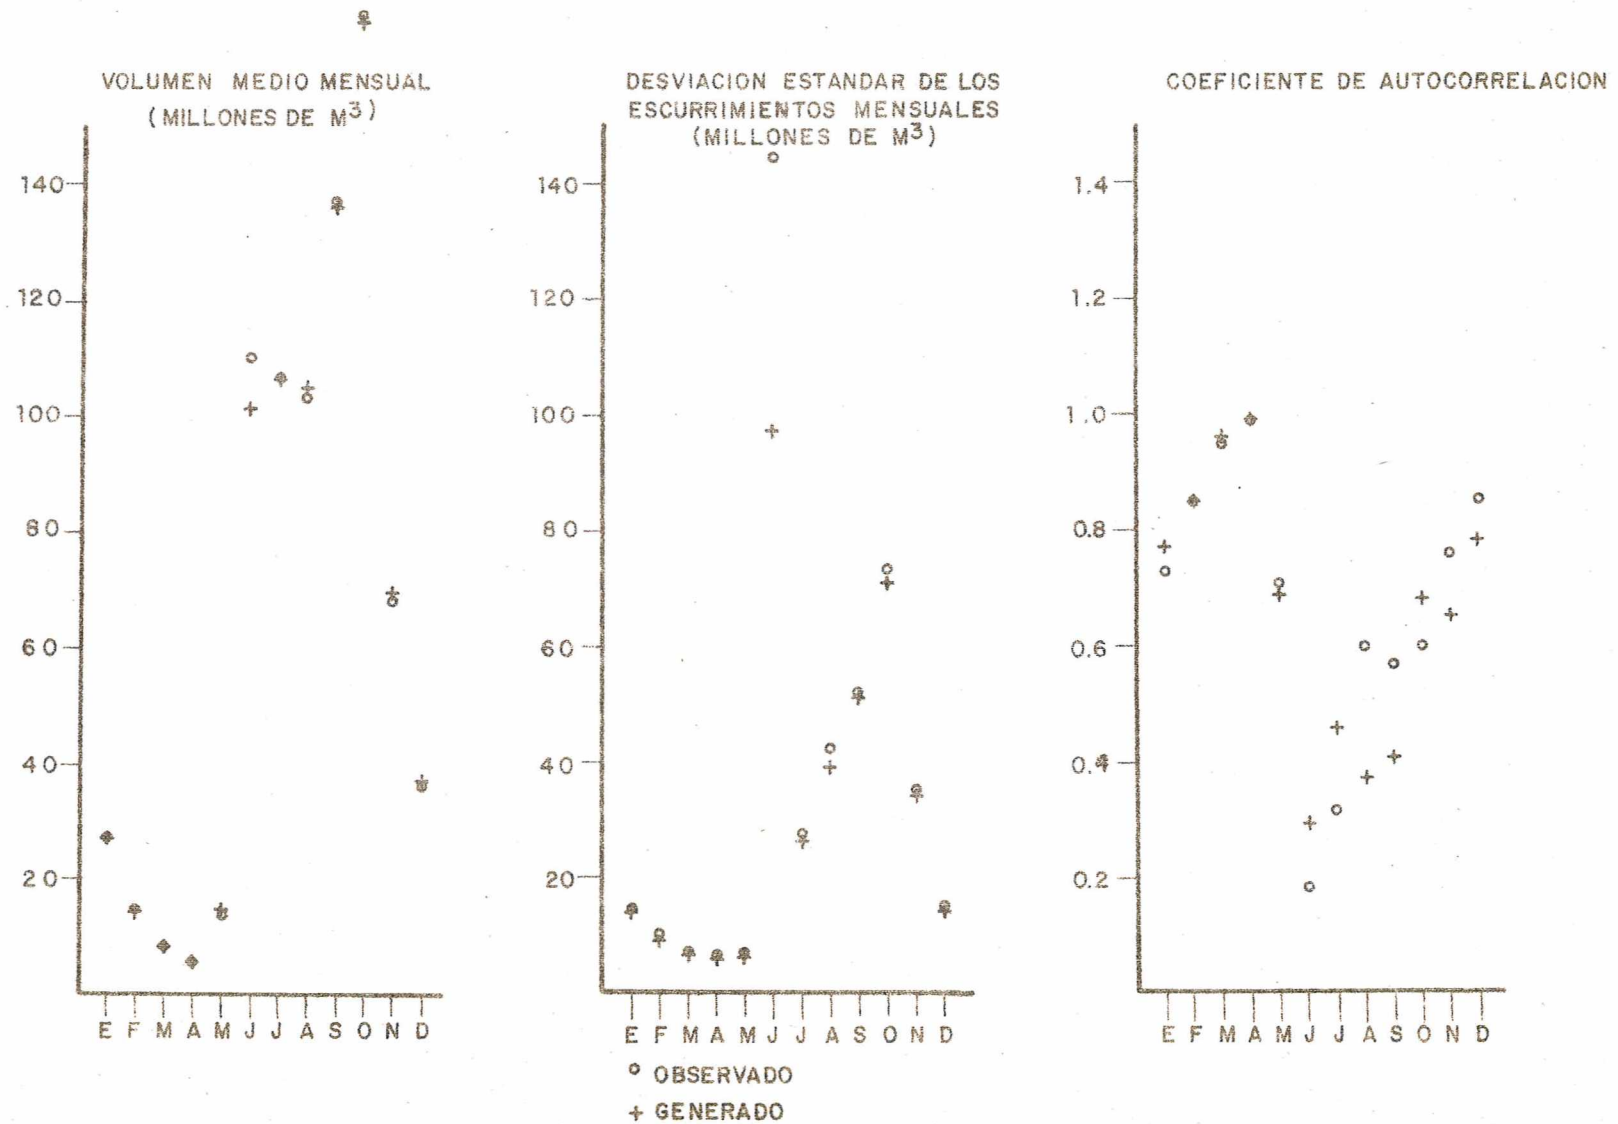 VOLUMEN MEDIO MENSUAL
(MILLONES DE M3)
140
120
100
80
60
40
20
E F M A M J J A S O N D
DESVIACION ESTANDAR DE LOS
ESCURRIMIENTOS MENSUALES
(MILLONES DE M3)
140
120
100
80
60
40
20
E F M A M J J A S O N D
O OBSERVADO
+ GENERADO
COEFICIENTE DE AUTOCORRELACION
1.4
1.2
1.0
0.8
0.6
0.4
0.2
E F M A M J J A S O N D